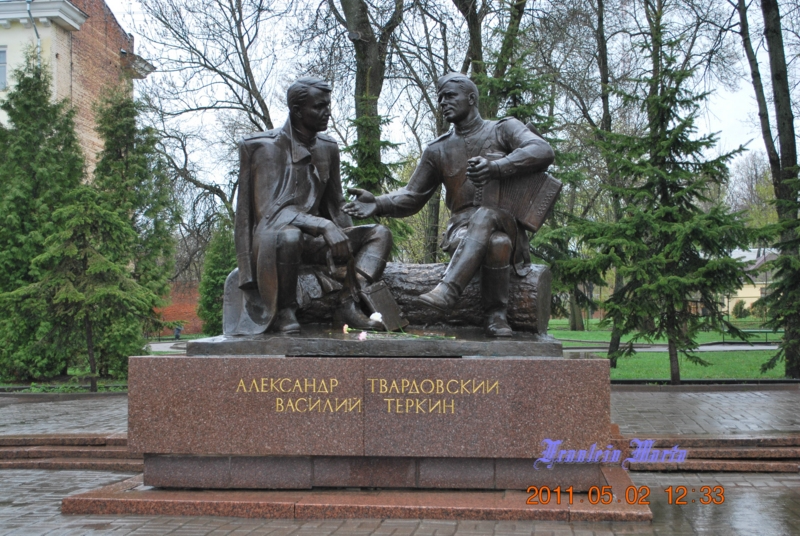 АЛЕКСАНДР ТВАРДОВСКИЙ
ВАСИЛИЙ ТЕРКИН
Fraulein Marta
2011 05 02 12:33